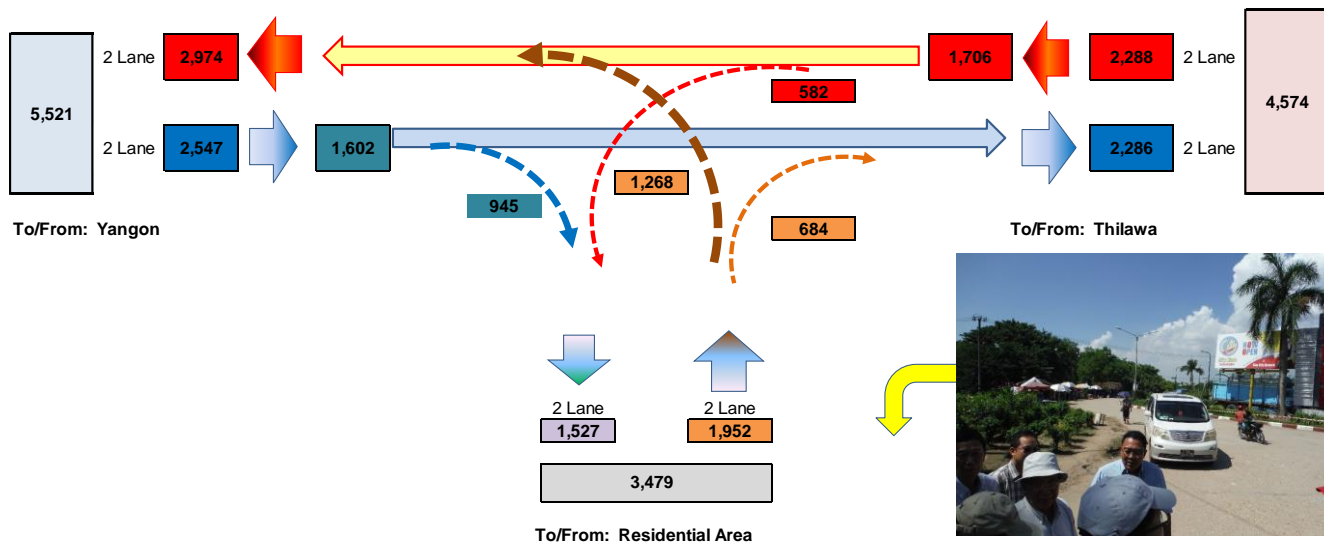 2 Lane 2,974
1,706 2,288 2 Lane
582
5,521
4,574
2 Lane 2,547 1,602
2,286 2 Lane
1,268
945
684
To/From: Yangon
To/From: Thilawa
NOW
OPEN
2 Lane
2 Lane
1,527
1,952
3,479
To/From: Residential Area